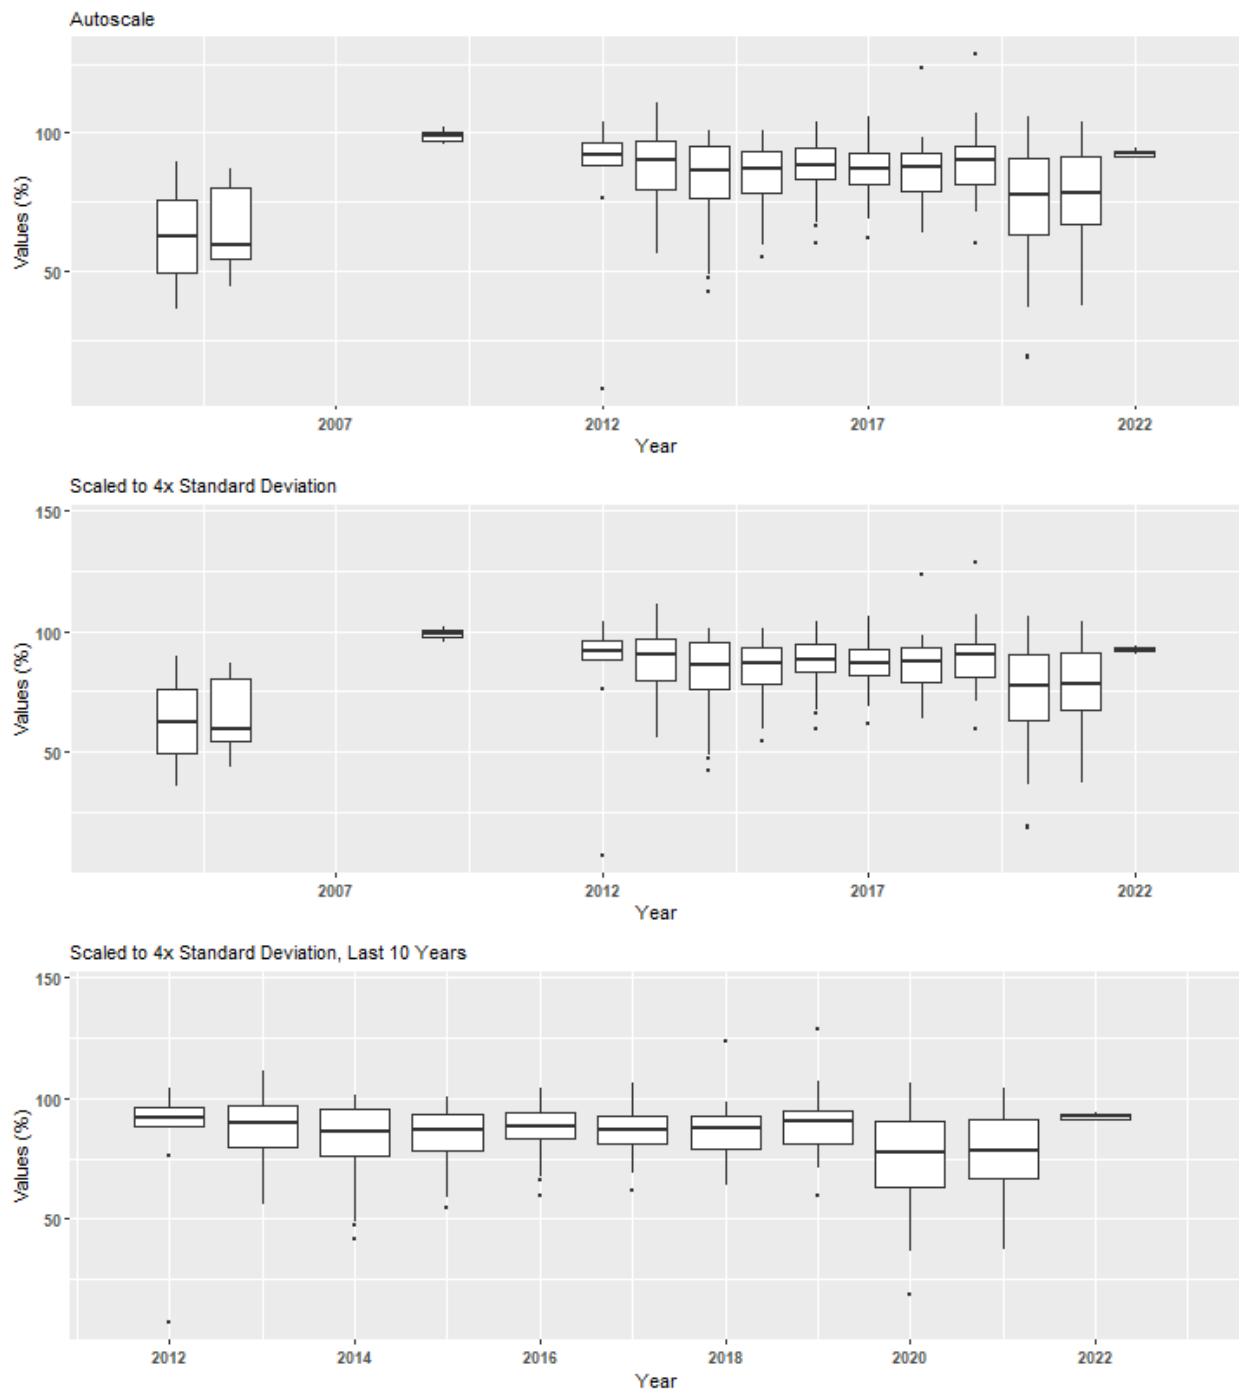 Autoscale
100
50
Values (%)
2007 2012 2017 2022
Year
Scaled to 4x Standard Deviation
150
100
50
Values (%)
2007 2012 2017 2022
Year
Scaled to 4x Standard Deviation, Last 10 Years
150
100
50
Values (%)
2012 2014 2016 2018 2020 2022
Year